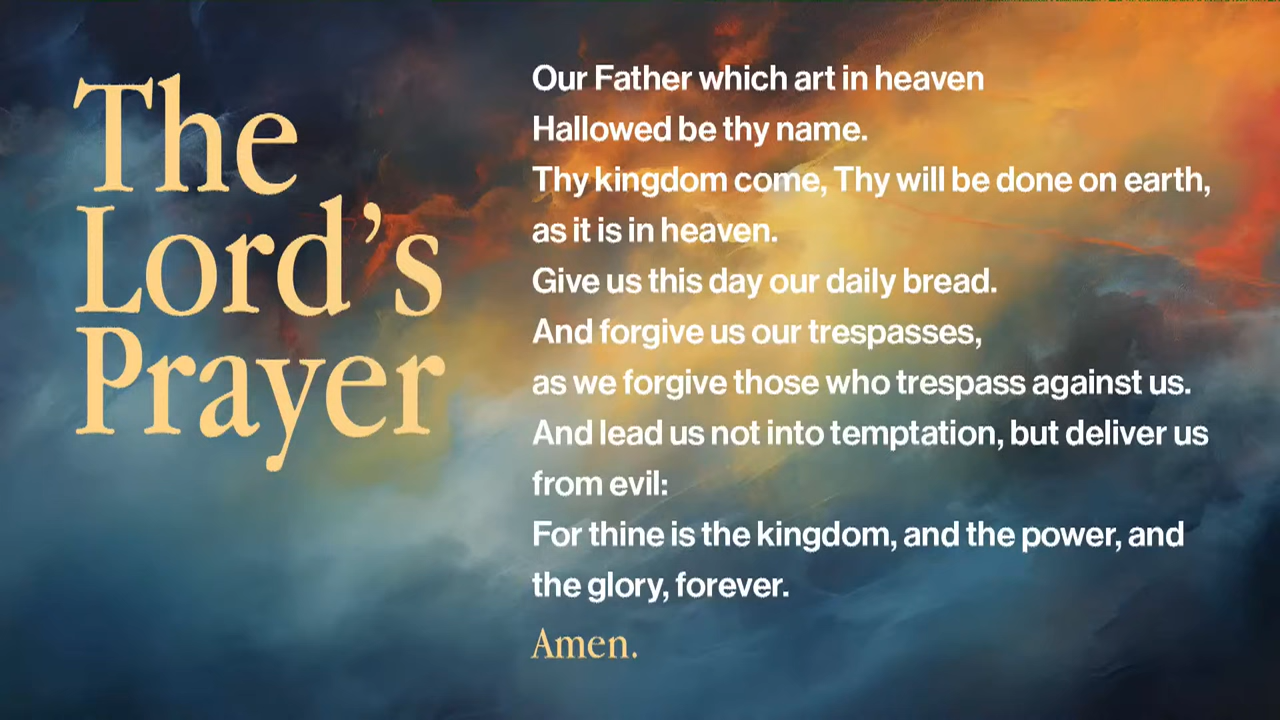 The
Lord’s
Prayer
Our Father which art in heaven
Hallowed be thy name.
Thy kingdom come, Thy will be done on earth,
as it is in heaven.
Give us this day our daily bread.
And forgive us our trespasses,
as we forgive those who trespass against us.
And lead us not into temptation, but deliver us
from evil:
For thine is the kingdom, and the power, and
the glory, forever.
Amen.